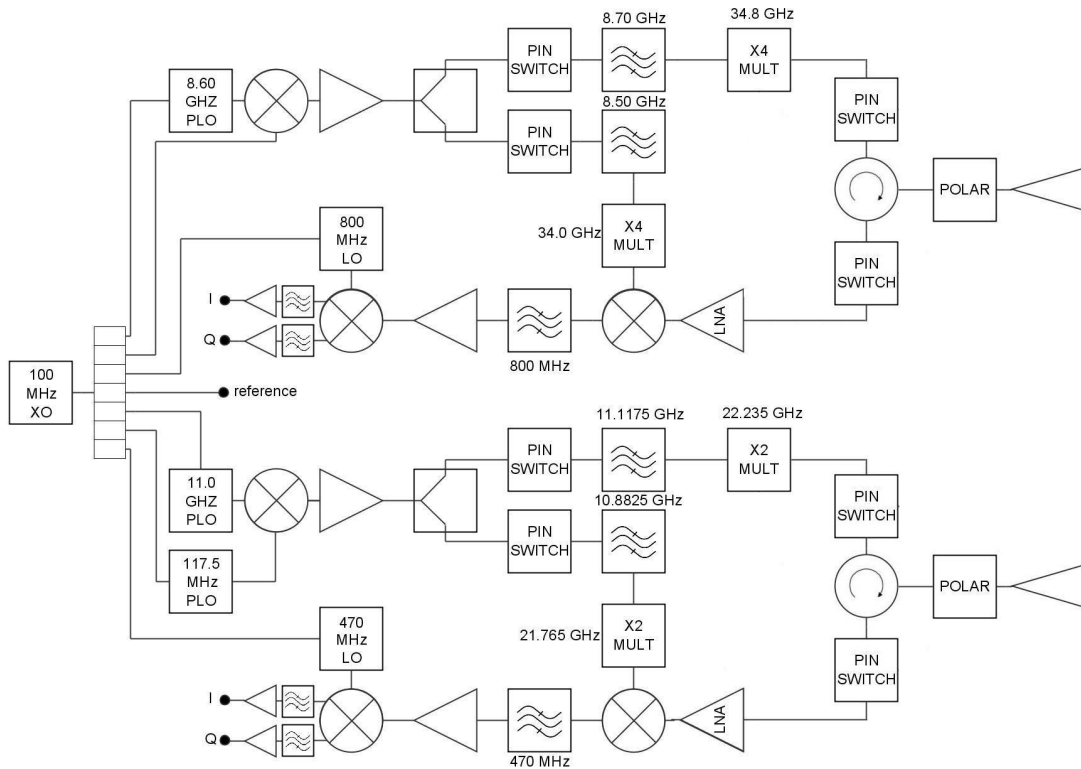 8.70 GHz
34.8 GHz
PIN
SWITCH
X4
MULT
8.60
GHZ
PLO
8.50 GHz
PIN
SWITCH
PIN
SWITCH
POLAR
800
MHz
LO
34.0 GHz
X4
MULT
PIN
SWITCH
I
Q
LNA
800 MHz
100
MHz
XO
reference
11.1175 GHz
22.235 GHz
PIN
SWITCH
X2
MULT
11.0
GHZ
PLO
10.8825 GHz
PIN
SWITCH
PIN
SWITCH
117.5
MHz
PLO
POLAR
470
MHz
LO
21.765 GHz
X2
MULT
PIN
SWITCH
I
Q
LNA
470 MHz